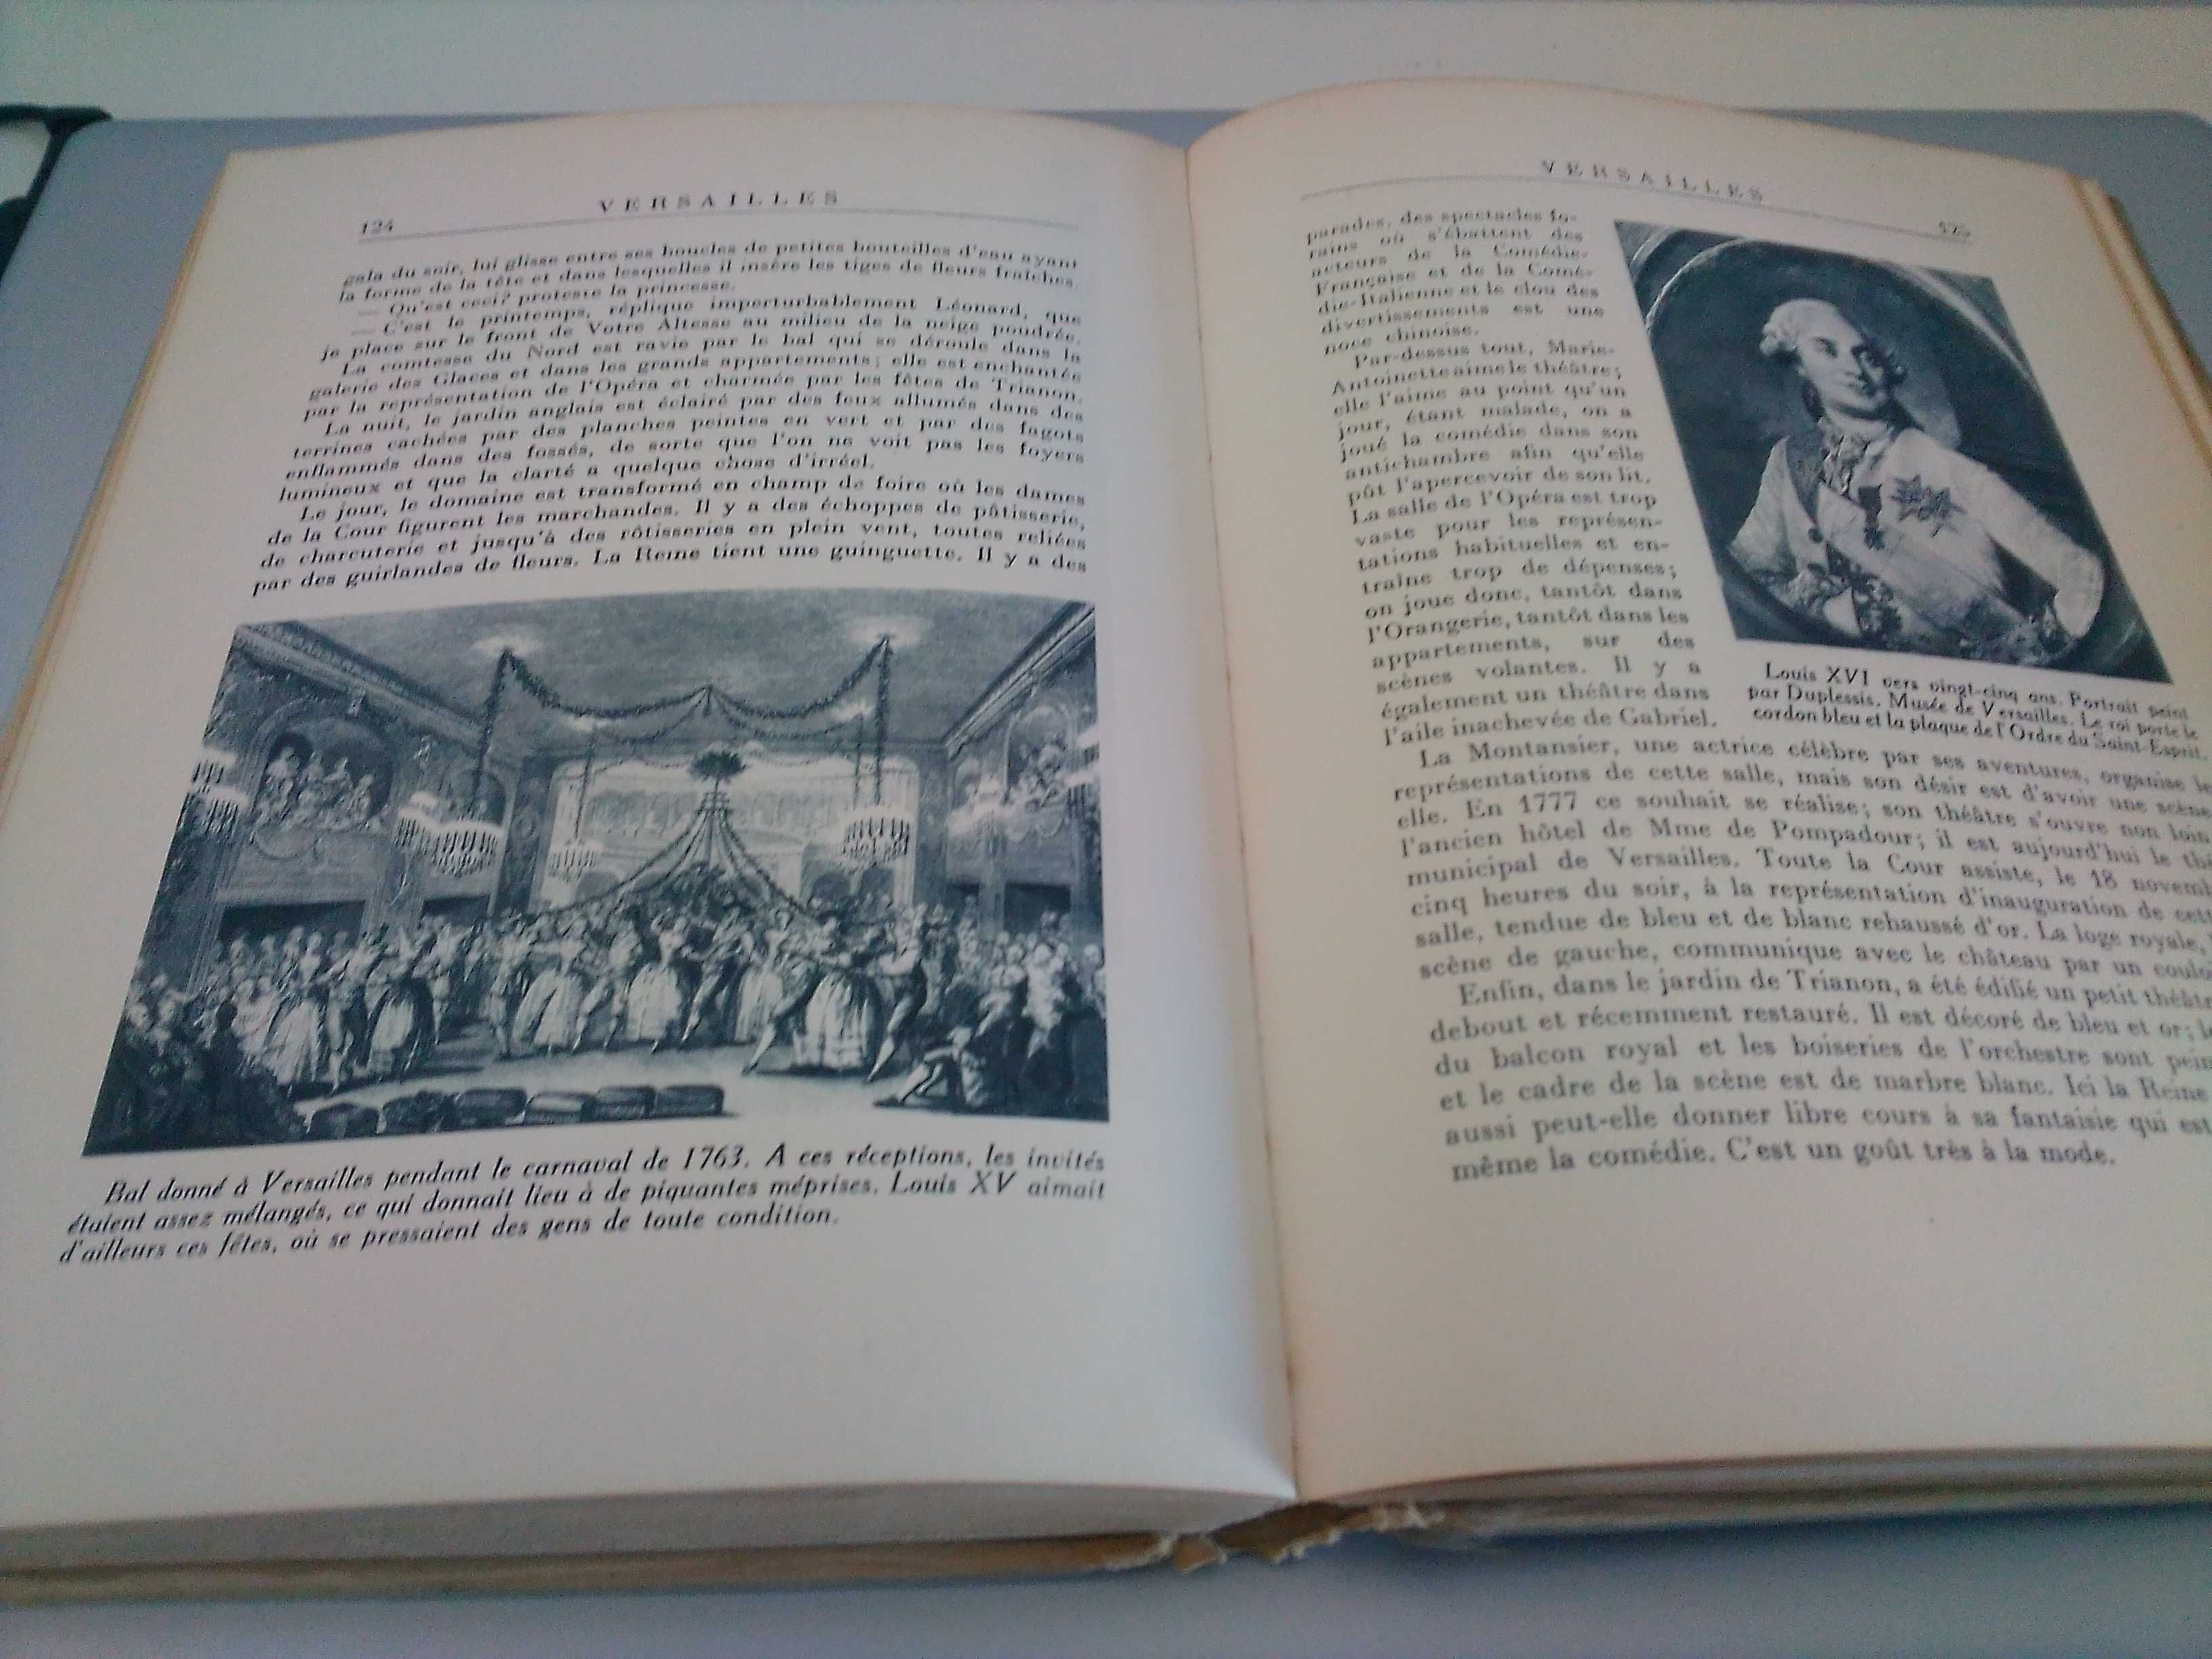 124
VERSAILLES
gala du soir, lui glisse entre ses boucles de petites bouteilles d'eau ayant
la forme de la tête et dans lesquelles il insère les tiges de fleurs fraîches.
— Qu'est ceci? proteste la princesse.
— C'est le printemps, réplique imperturbablement Léonard, que
je place sur le front de Votre Altesse au milieu de la neige poudrée.
La comtesse du Nord est ravie par le bal qui se déroule dans la
galerie des Glaces et dans les grands appartements; elle est enchantée
par la représentation de l'Opéra et charmée par les fêtes de Trianon.
La nuit, le jardin anglais est éclairé par des feux allumés dans des
terrines cachées par des planches peintes en vert et par des fagots
enflammés dans des fossés, de sorte que l'on ne voit pas les foyers
lumineux et que la clarté a quelque chose d'irréel.
Le jour, le domaine est transformé en champ de foire où les dames
de la Cour figurent les marchandes. Il y a des échoppes de pâtisserie,
de charcuterie et jusqu'à des rôtisseries en plein vent, toutes reliées
par des guirlandes de fleurs. La Reine tient une guinguette. Il y a des
Bal donné à Versailles pendant le carnaval de 1763. A ces réceptions, les invités
étaient assez mélangés, ce qui donnait lieu à de piquantes méprises. Louis XV aimait
d'ailleurs ces fêtes, où se pressaient des gens de toute condition.
VERSAILLES
parades, des spectacles fo-
rains où s'ébattent des
acteurs de la Comédie-
Française et de la Comé-
die-Italienne et le clou des
divertissements est une
noce chinoise.
Par-dessus tout, Marie-
Antoinette aime le théâtre;
elle l'aime au point qu'un
jour, étant malade, on a
joué la comédie dans son
antichambre afin qu'elle
pût l'apercevoir de son lit.
La salle de l'Opéra est trop
vaste pour les représen-
tations habituelles et en-
traîne trop de dépenses;
on joue donc, tantôt dans
l'Orangerie, tantôt dans les
appartements, sur des
scènes volantes. Il y a
également un théâtre dans
l'aile inachevée de Gabriel.
Louis XVI vers vingt-cinq ans. Portrait peint
par Duplessis. Musée de Versailles. Le roi porte le
cordon bleu et la plaque de l'Ordre du Saint-Esprit.
La Montansier, une actrice célèbre par ses aventures, organise le
représentations de cette salle, mais son désir est d'avoir une scène
elle. En 1777 ce souhait se réalise; son théâtre s'ouvre non loin
l'ancien hôtel de Mme de Pompadour; il est aujourd'hui le thé
municipal de Versailles. Toute la Cour assiste, le 18 novemb
cinq heures du soir, à la représentation d'inauguration de cett
salle, tendue de bleu et de blanc rehaussé d'or. La loge royale,
scène de gauche, communique avec le château par un couloi
Enfin, dans le jardin de Trianon, a été édifié un petit théâtr
debout et récemment restauré. Il est décoré de bleu et or;
du balcon royal et les boiseries de l'orchestre sont pein
et le cadre de la scène est de marbre blanc. Ici la Reine
aussi peut-elle donner libre cours à sa fantaisie qui est
même la comédie. C'est un goût très à la mode.